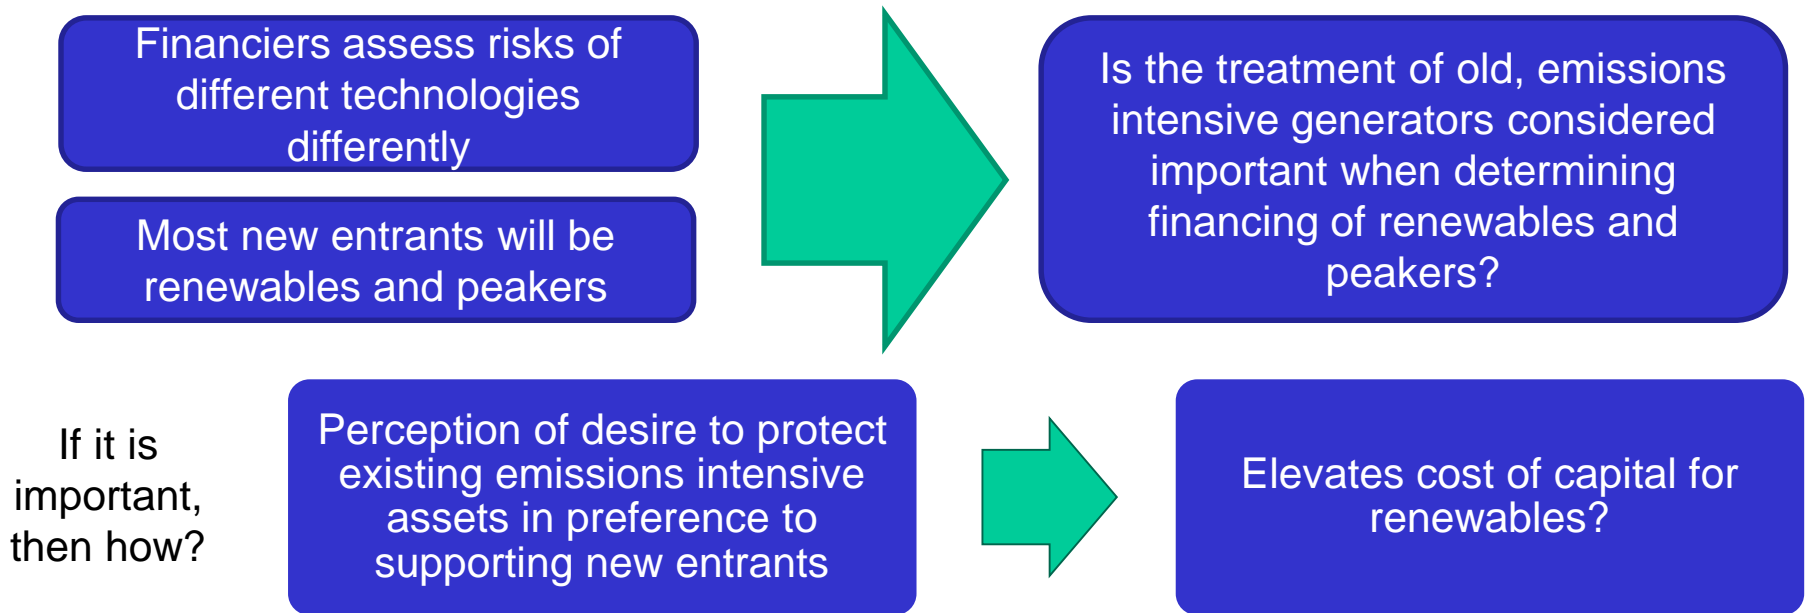 Financiers assess risks of
different technologies
differently
Most new entrants will be
renewables and peakers
Is the treatment of old, emissions
intensive generators considered
important when determining
financing of renewables and
peakers?
If it is
important,
then how?
Perception of desire to protect
existing emissions intensive
assets in preference to
supporting new entrants
Elevates cost of capital for
renewables?